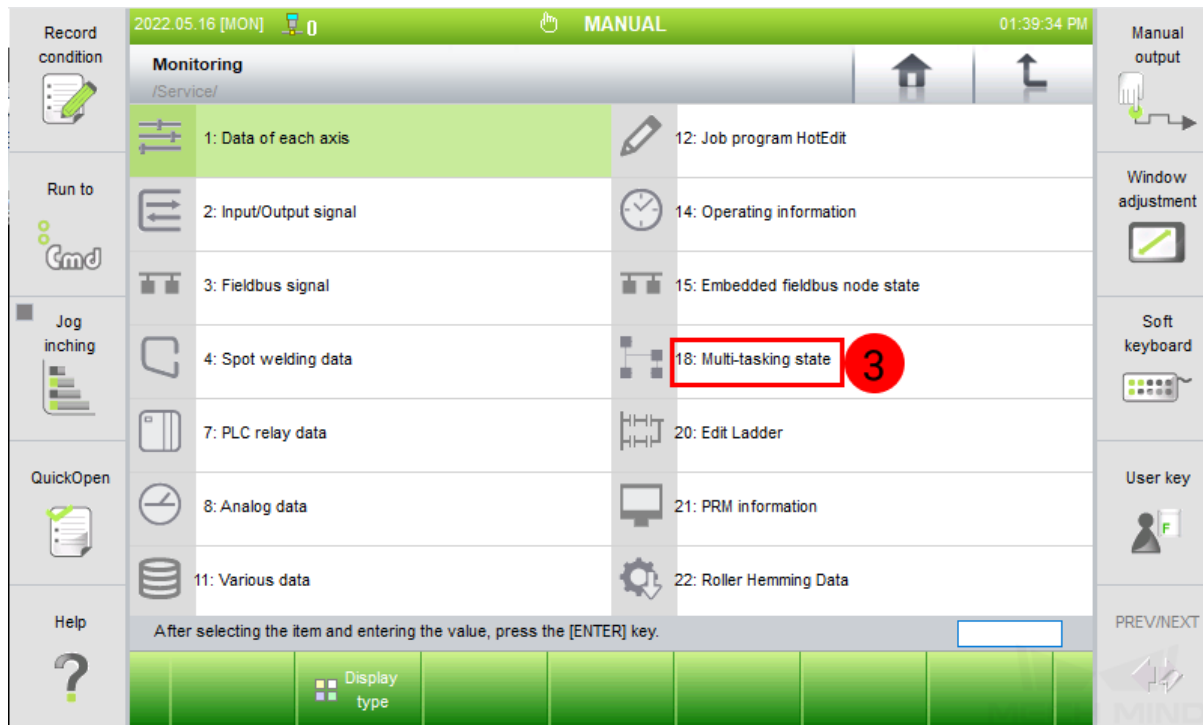 Record
condition
Run to
Cmd
Jog
inching
QuickOpen
Help
2022.05.16 [MON]
0
MANUAL
01:39:34 PM
Monitoring
/Service/
1: Data of each axis
2: Input/Output signal
3: Fieldbus signal
4: Spot welding data
7: PLC relay data
8: Analog data
11: Various data
12: Job program HotEdit
14: Operating information
15: Embedded fieldbus node state
18: Multi-tasking state
3
20: Edit Ladder
21: PRM information
22: Roller Hemming Data
After selecting the item and entering the value, press the [ENTER] key.
Display
type
Manual
output
Window
adjustment
Soft
keyboard
User key
F
PREV/NEXT